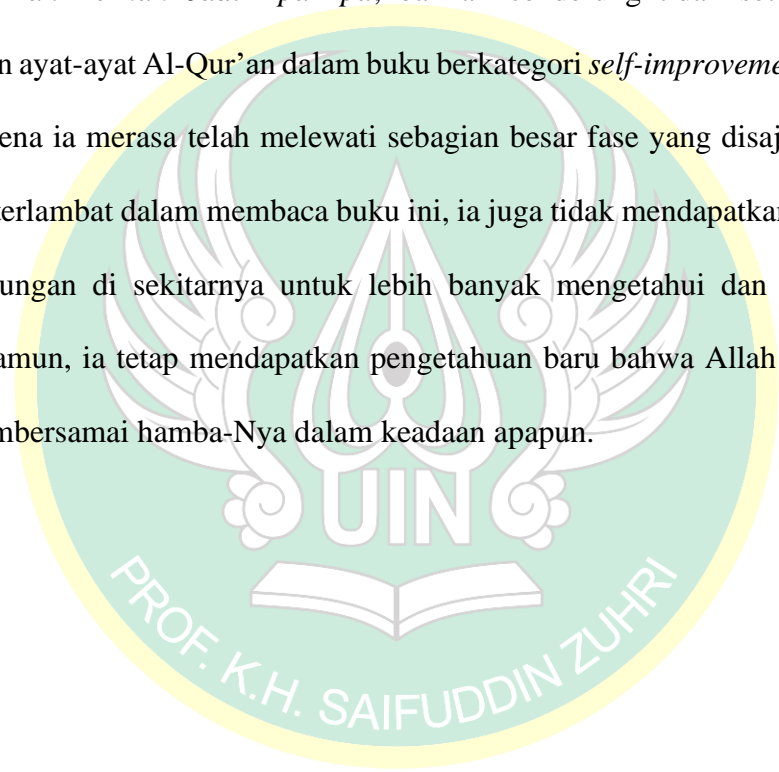 n ayat-ayat Al-Qur’an dalam buku berkategori self-improveme
ena ia merasa telah melewati sebagian besar fase yang disaj
terlambat dalam membaca buku ini, ia juga tidak mendapatkan
ungan di sekitarnya untuk lebih banyak mengetahui dan
amun, ia tetap mendapatkan pengetahuan baru bahwa Allah
mbersamai hamba-Nya dalam keadaan apapun.
UIN
PROF. K.H. SAIFUDDIN ZUHRI